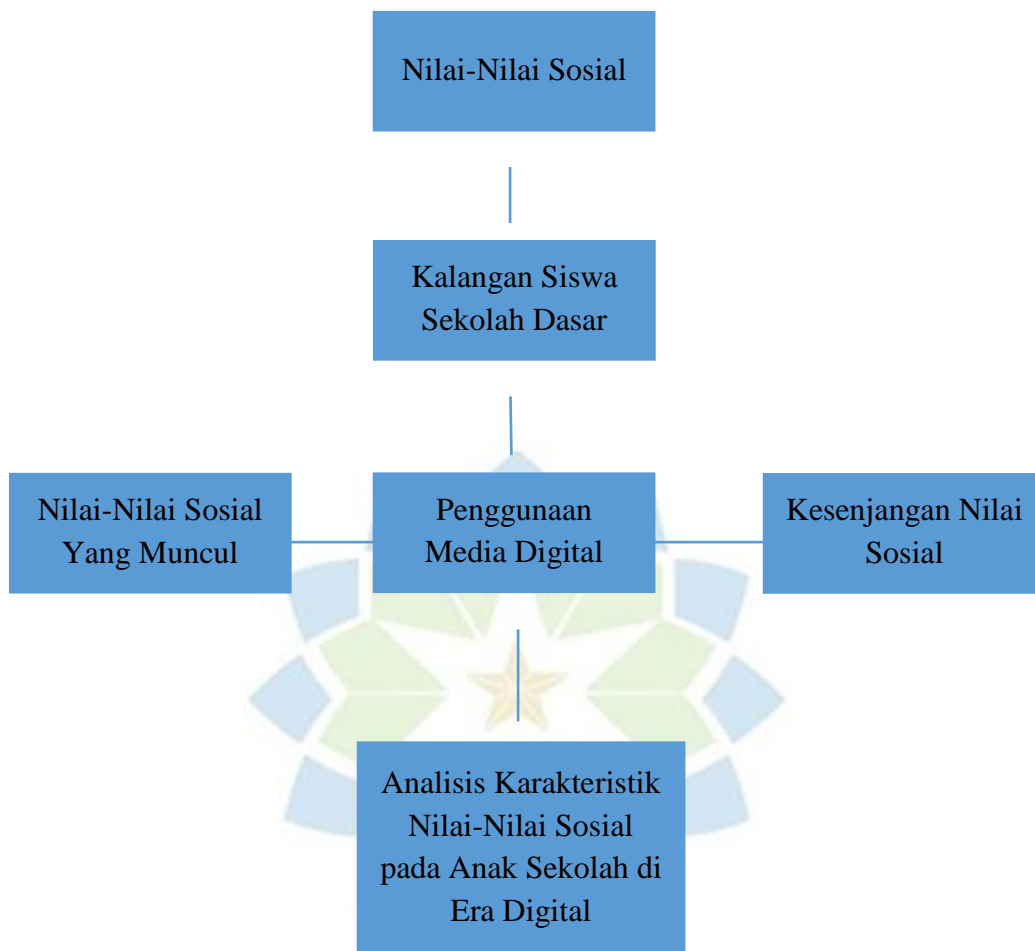 Nilai-Nilai Sosial
Kalangan Siswa
Sekolah Dasar
Nilai-Nilai Sosial
Yang Muncul
Penggunaan
Media Digital
Kesenjangan Nilai
Sosial
Analisis Karakteristik
Nilai-Nilai Sosial
pada Anak Sekolah di
Era Digital